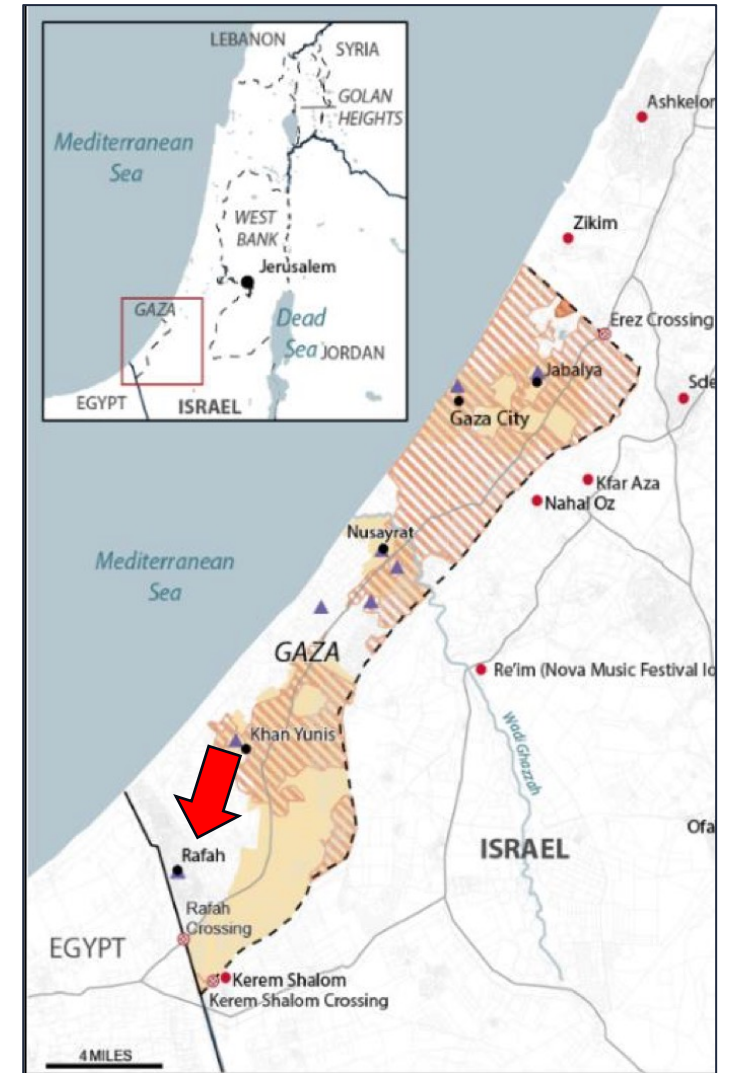 LEBANON
SYRIA
GOLAN
HEIGHTS
Mediterranean
Sea
WEST
BANK
Jerusalem
GAZA
Dead
Sea
JORDAN
EGYPT
ISRAEL
Ashkelon
Zikim
Erez Crossing
Jabalya
Sde
Gaza City
Kfar Aza
Nahal Oz
Nusayrat
Mediterranean
Sea
GAZA
Re'im (Nova Music Festival lo
Khan Yunis
Wadi Ghazzah
Ofa
ISRAEL
Rafah
Rafah
Crossing
EGYPT
Kerem Shalom
Kerem Shalom Crossing
4 MILES